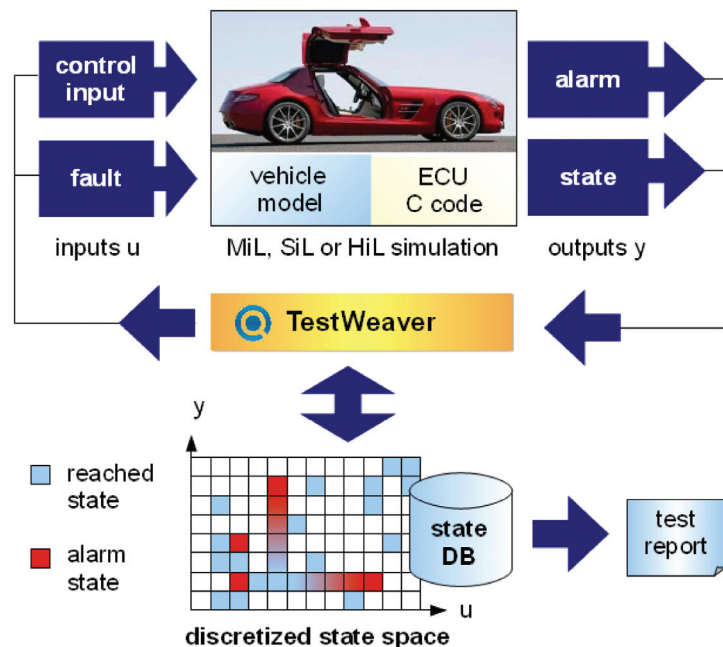 control
input
alarm
fault
vehicle
model
ECU
C code
state
inputs u
MiL, SiL or HiL simulation
outputs y
TestWeaver
y
reached
state
alarm
state
state
DB
test
report
u
discretized state space